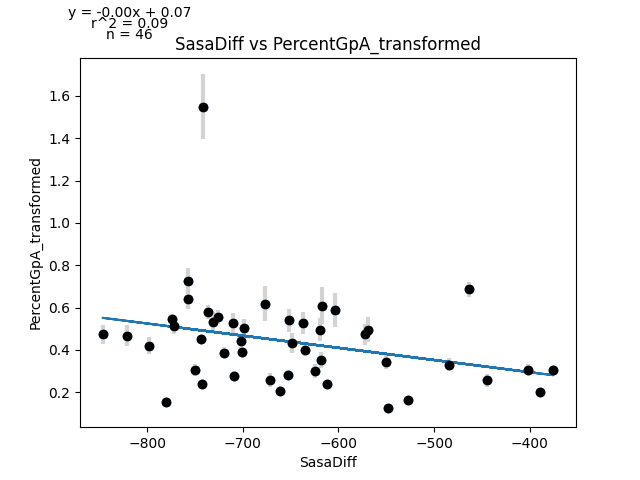 y = -0.00x + 0.07
r^2 = 0.09
n = 46
SasaDiff vs PercentGpA_transformed
1.6
1.4
1.2
1.0
0.8
0.6
0.4
0.2
PercentGpA_transformed
−800
−700
−600
−500
−400
SasaDiff